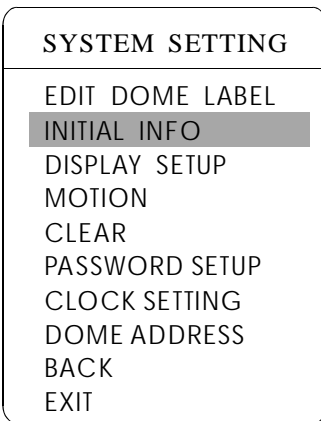 SYSTEM SETTING
EDIT DOME LABEL
INITIAL INFO
DISPLAY SETUP
MOTION
CLEAR
PASSWORD SETUP
CLOCK SETTING
DOME ADDRESS
BACK
EXIT